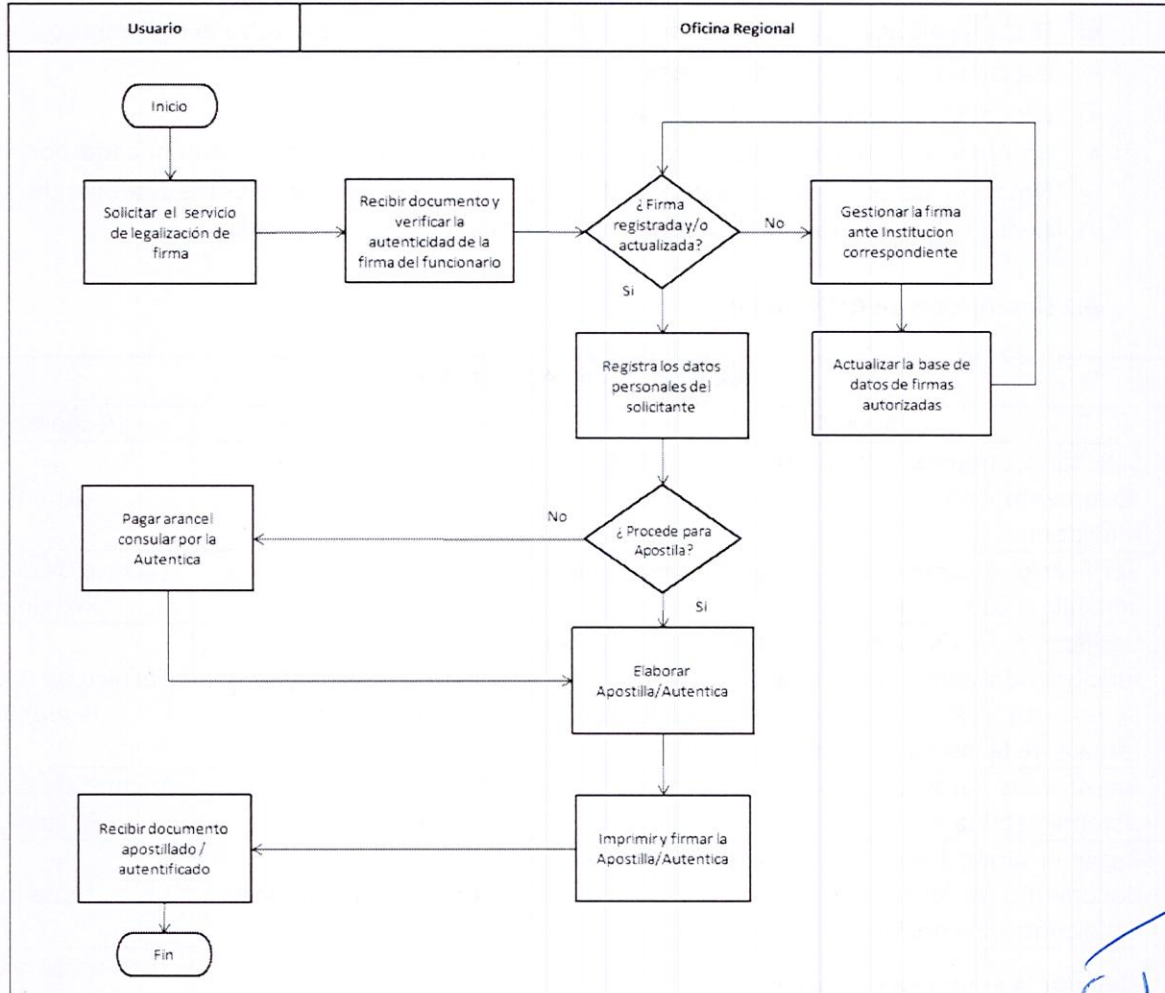 Usuario
Oficina Regional
Inicio
Solicitar el servicio
de legalización de
firma
Recibir documento y
verificar la
autenticidad de la
firma del funcionario
¿Firma
registrada y/o
actualizada?
No
Gestionar la firma
ante Institucion
correspondiente
Si
Registra los datos
personales del
solicitante
Actualizar la base de
datos de firmas
autorizadas
Pagar arancel
consular por la
Autentica
No
¿Procede para
Apostila?
Si
Elaborar
Apostilla/Autentica
Recibir documento
apostillado /
autentificado
Imprimir y firmar la
Apostilla/Autentica
Fin